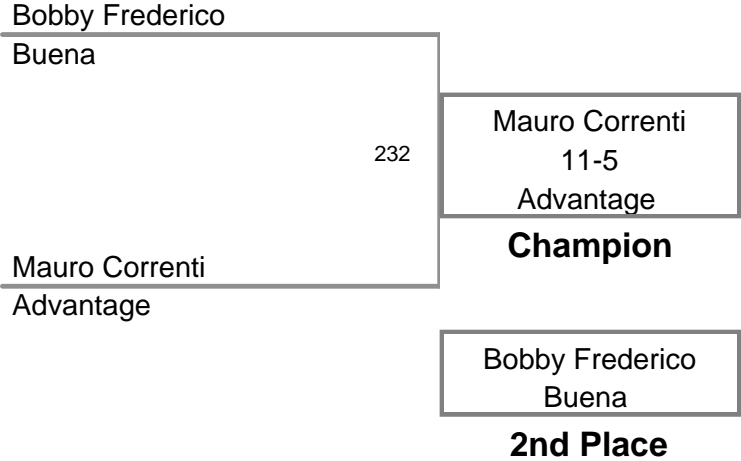 Bobby Frederico
Buena
232
Mauro Correnti
11-5
Advantage
Champion
Mauro Correnti
Advantage
Bobby Frederico
Buena
2nd Place